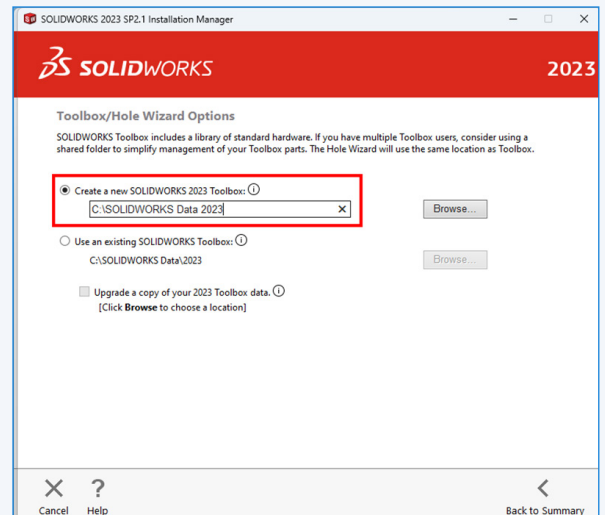 SOLIDWORKS 2023 SP2.1 Installation Manager
SOLIDWORKS
2023
Toolbox/Hole Wizard Options
SOLIDWORKS Toolbox includes a library of standard hardware. If you have multiple Toolbox users, consider using a
shared folder to simplify management of your Toolbox parts. The Hole Wizard will use the same location as Toolbox.
Create a new SOLIDWORKS 2023 Toolbox:
C:\SOLIDWORKS Data 2023
Browse...
Use an existing SOLIDWORKS Toolbox:
C:\SOLIDWORKS Data\2023
Browse...
Upgrade a copy of your 2023 Toolbox data.
[Click Browse to choose a location]
Cancel
Help
Back to Summary